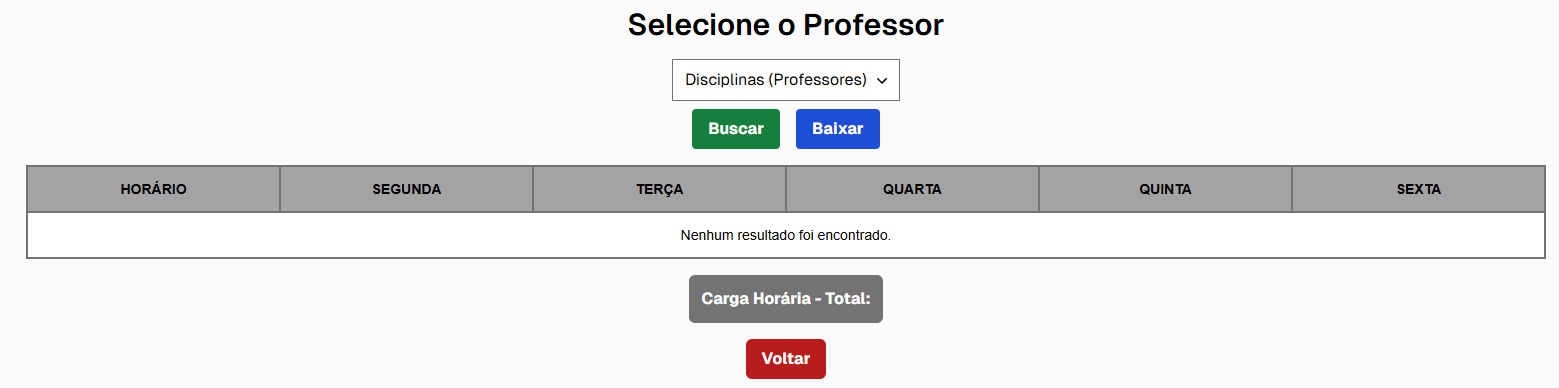 Selecione o Professor
Disciplinas (Professores)
Buscar Baixar
HORÁRIO SEGUNDA TERÇA QUARTA QUINTA SEXTA
Nenhum resultado foi encontrado.
Carga Horária - Total:
Voltar